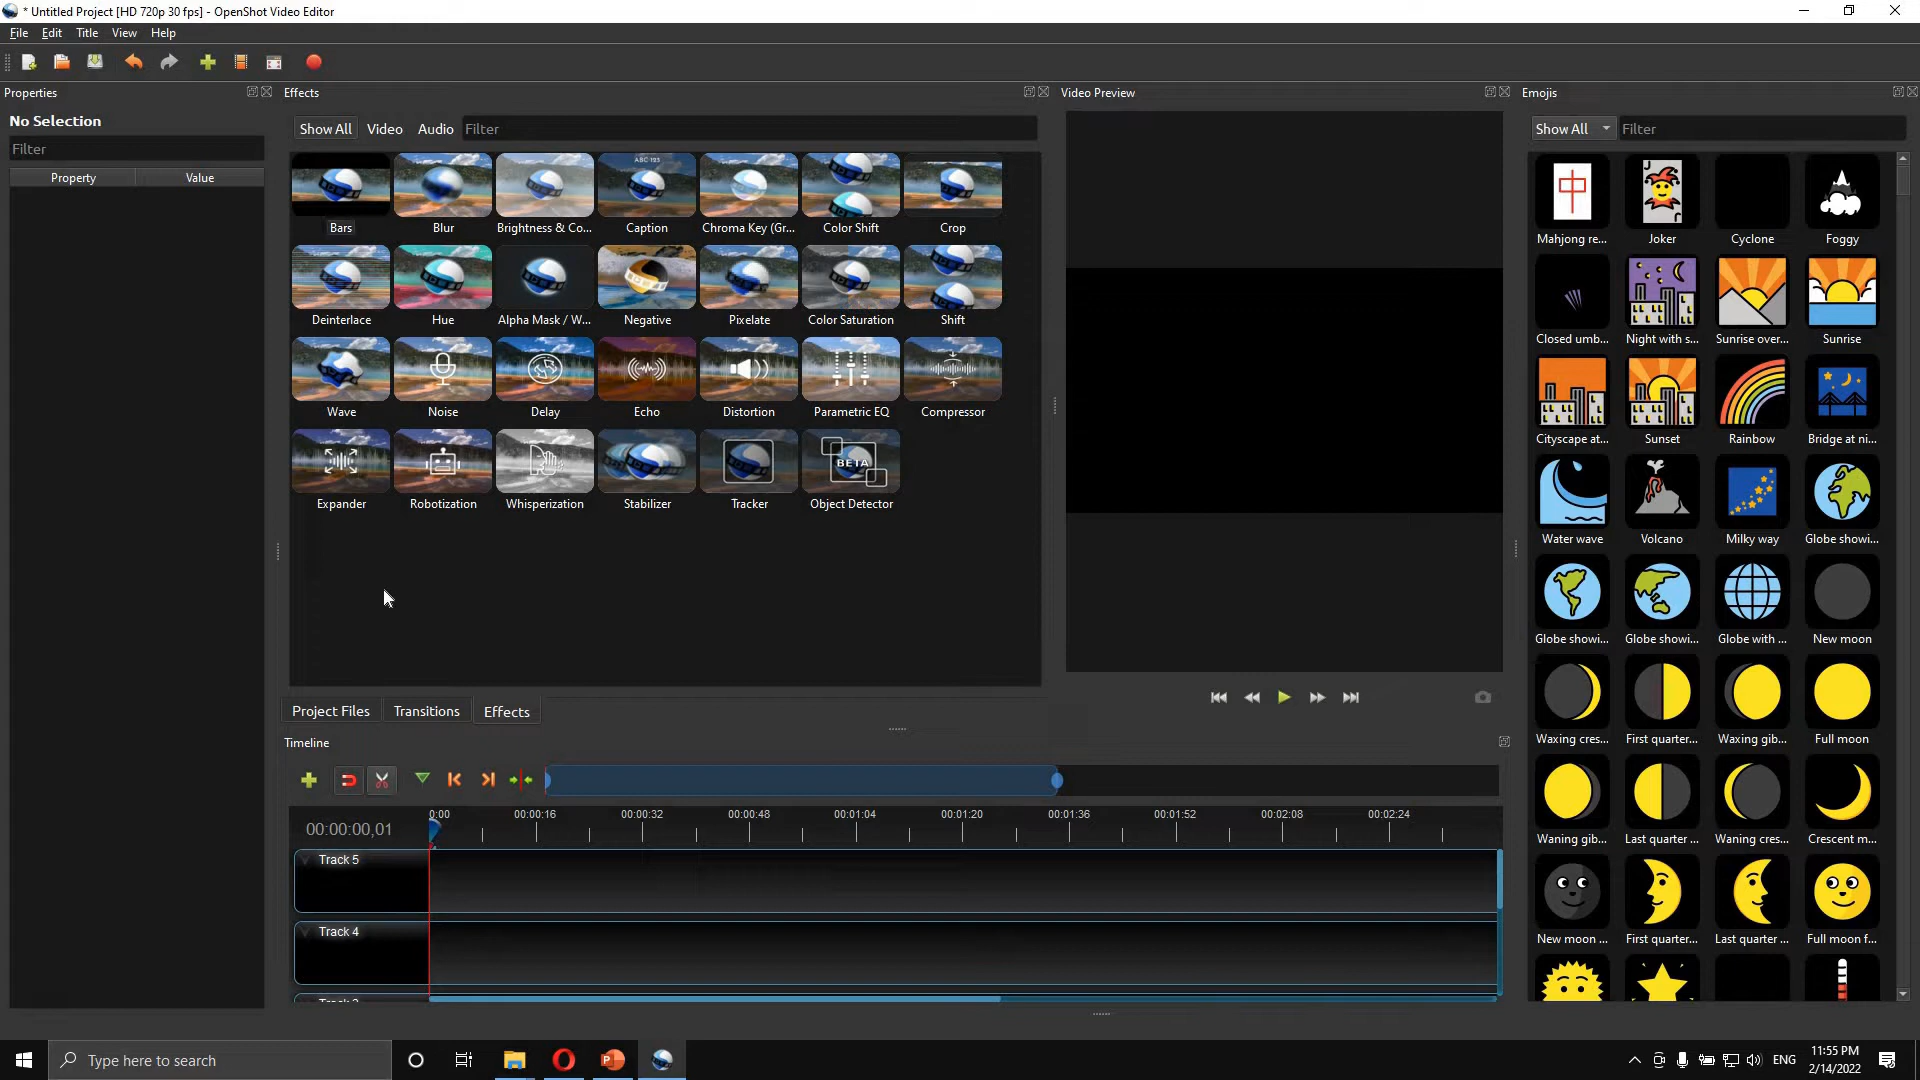 * Untitled Project [HD 720p 30 fps] - OpenShot Video Editor
File Edit Title View Help
Properties
Effects
Video Preview
Emojis
No Selection
Filter
Property Value
Show All Video Audio Filter
Show All Filter
ABC 123
Bars Blur Brightness & Co... Caption Chroma Key (Gr... Color Shift Crop
Deinterlace Hue Alpha Mask / W... Negative Pixelate Color Saturation Shift
Wave Noise Delay Echo Distortion Parametric EQ Compressor
BETA
Expander Robotization Whisperization Stabilizer Tracker Object Detector
中
J
J
Mahjong re... Joker Cyclone Foggy
Closed umb... Night with s... Sunrise over... Sunrise
Cityscape at... Sunset Rainbow Bridge at ni...
Water wave Volcano Milky way Globe showi...
Globe showi... Globe showi... Globe with ... New moon
Waxing cres... First quarter... Waxing gib... Full moon
Waning gib... Last quarter ... Waning cres... Crescent m...
New moon ... First quarter... Last quarter ... Full moon f...
Project Files Transitions Effects
Timeline
00:00:00,01
0:00 00:00:16 00:00:32 00:00:48 00:01:04 00:01:20 00:01:36 00:01:52 00:02:08 00:02:24
Track 5
Track 4
Type here to search
ENG
11:55 PM
2/14/2022